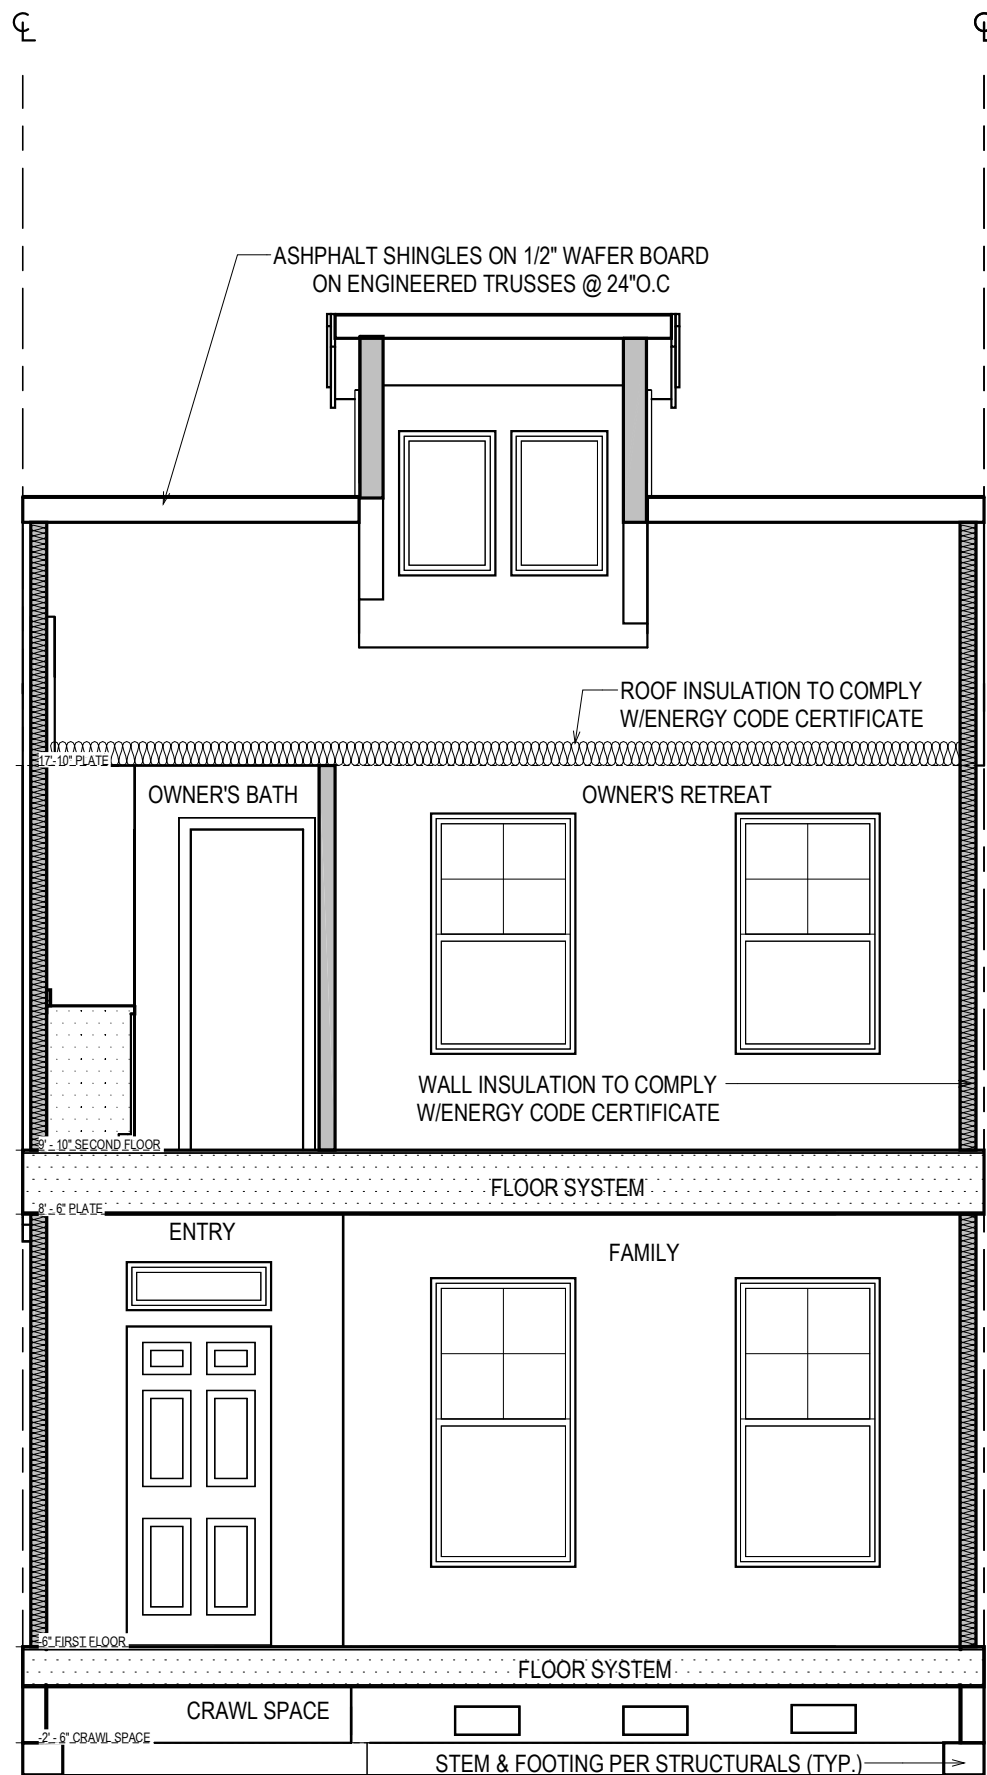 ℄ ℄
ASHPHALT SHINGLES ON 1/2" WAFER BOARD
ON ENGINEERED TRUSSES @ 24"O.C
ROOF INSULATION TO COMPLY
W/ENERGY CODE CERTIFICATE
17'-10" PLATE
OWNER'S BATH
OWNER'S RETREAT
WALL INSULATION TO COMPLY
W/ENERGY CODE CERTIFICATE
9' - 10" SECOND FLOOR
FLOOR SYSTEM
8' - 6" PLATE
ENTRY
FAMILY
-6" FIRST FLOOR
FLOOR SYSTEM
CRAWL SPACE
-2' - 6" CRAWL SPACE
STEM & FOOTING PER STRUCTURALS (TYP.)